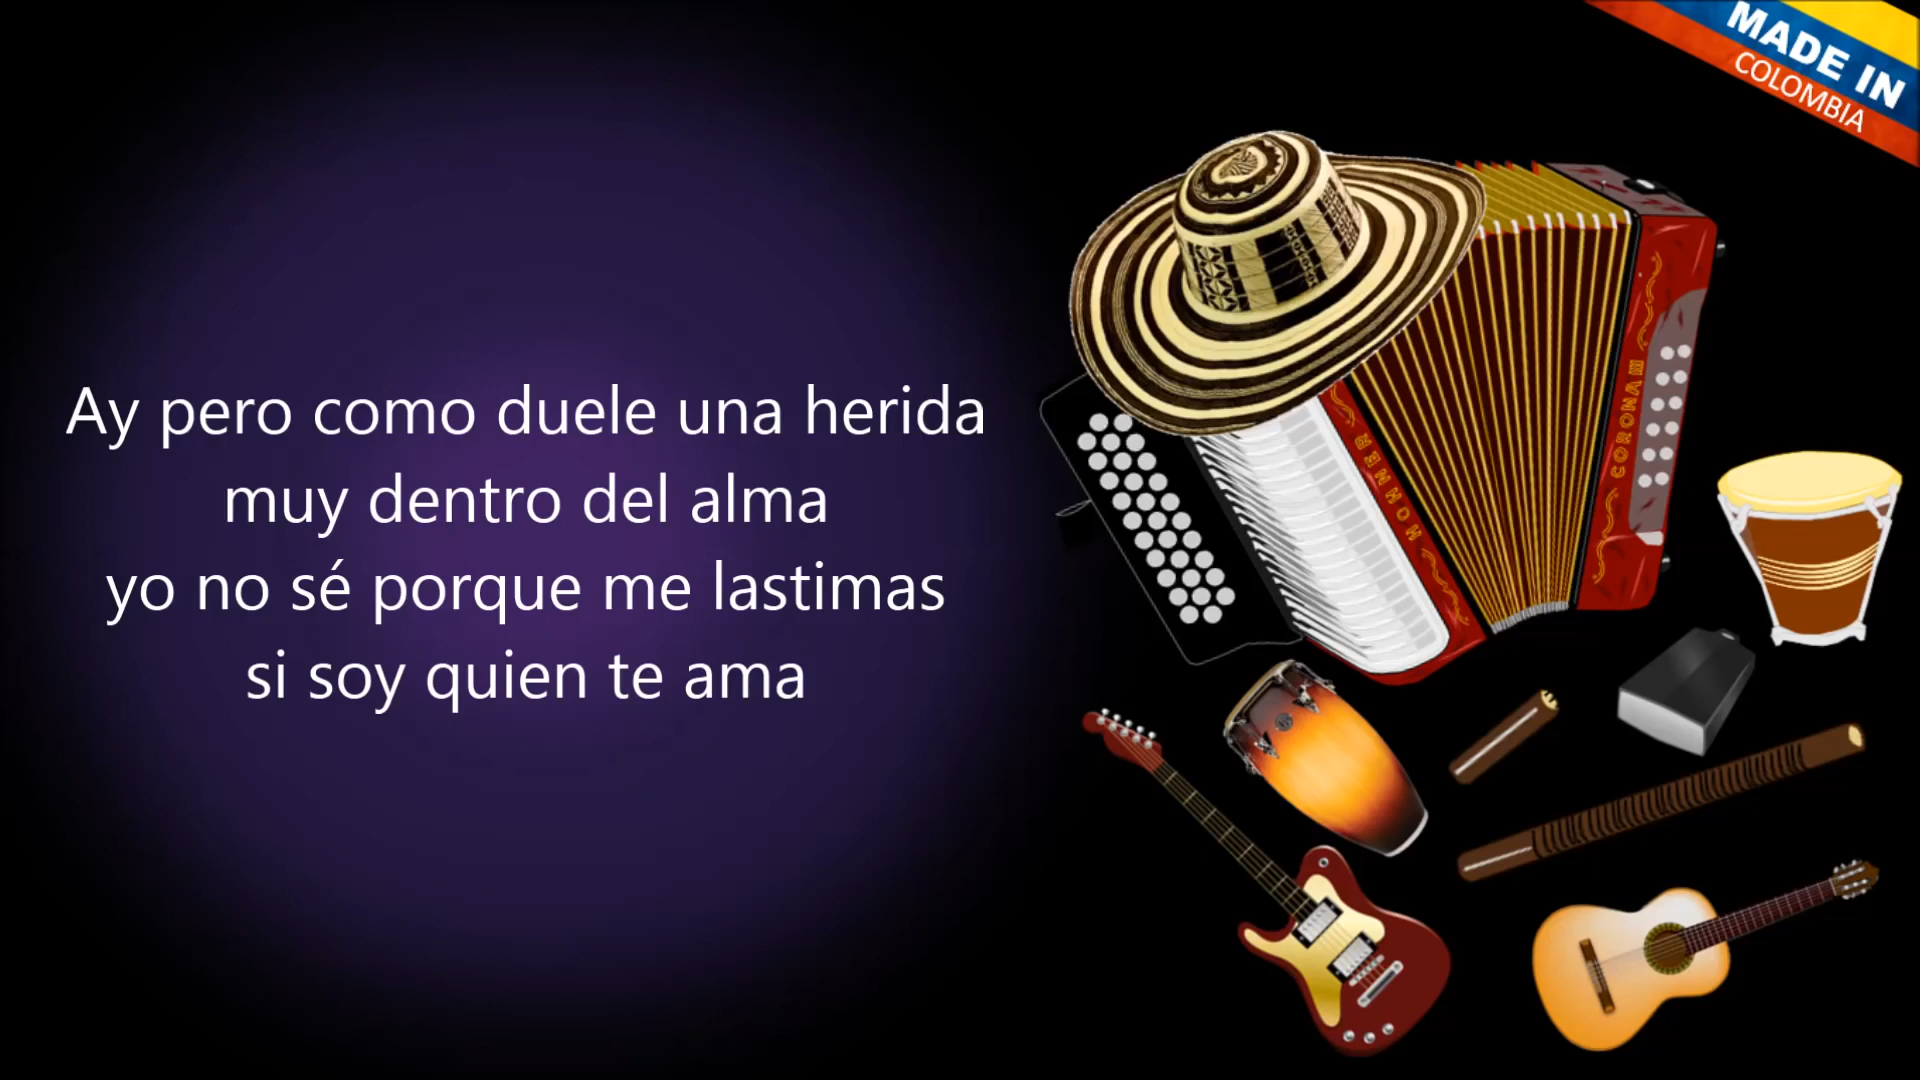 MADE IN
COLOMBIA
Ay pero como duele una herida
muy dentro del alma
yo no sé porque me lastimas
si soy quien te ama
HOHNER
CORONA III